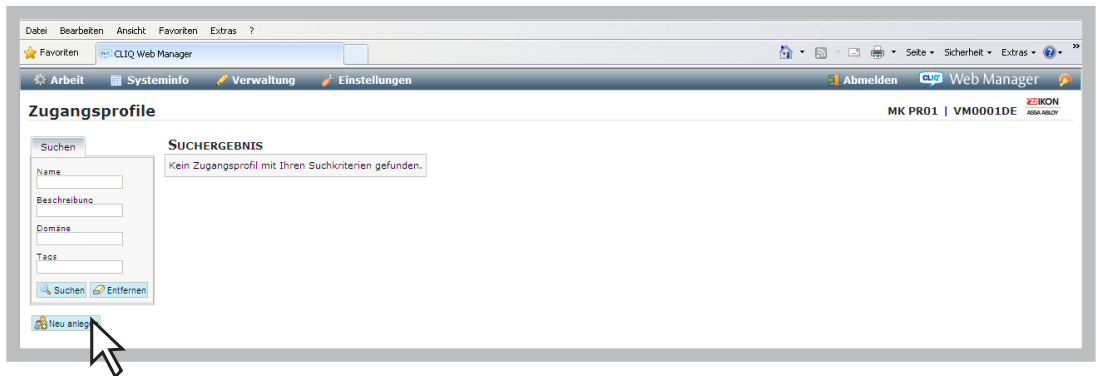 Datei Bearbeiten Ansicht Favoriten Extras ?
Favoriten CLIQ Web Manager Seite Sicherheit Extras »
Arbeit Systeminfo Verwaltung Einstellungen Abmelden CLIQ Web Manager
Zugangsprofile MK PR01 | VM0001DE IKON
ASSA ABLOY
Suchen SUCHERGEBNIS
Kein Zugangsprofil mit Ihren Suchkriterien gefunden.
Name
Beschreibung
Domäne
Tags
Suchen Entfernen
Neu anlegen